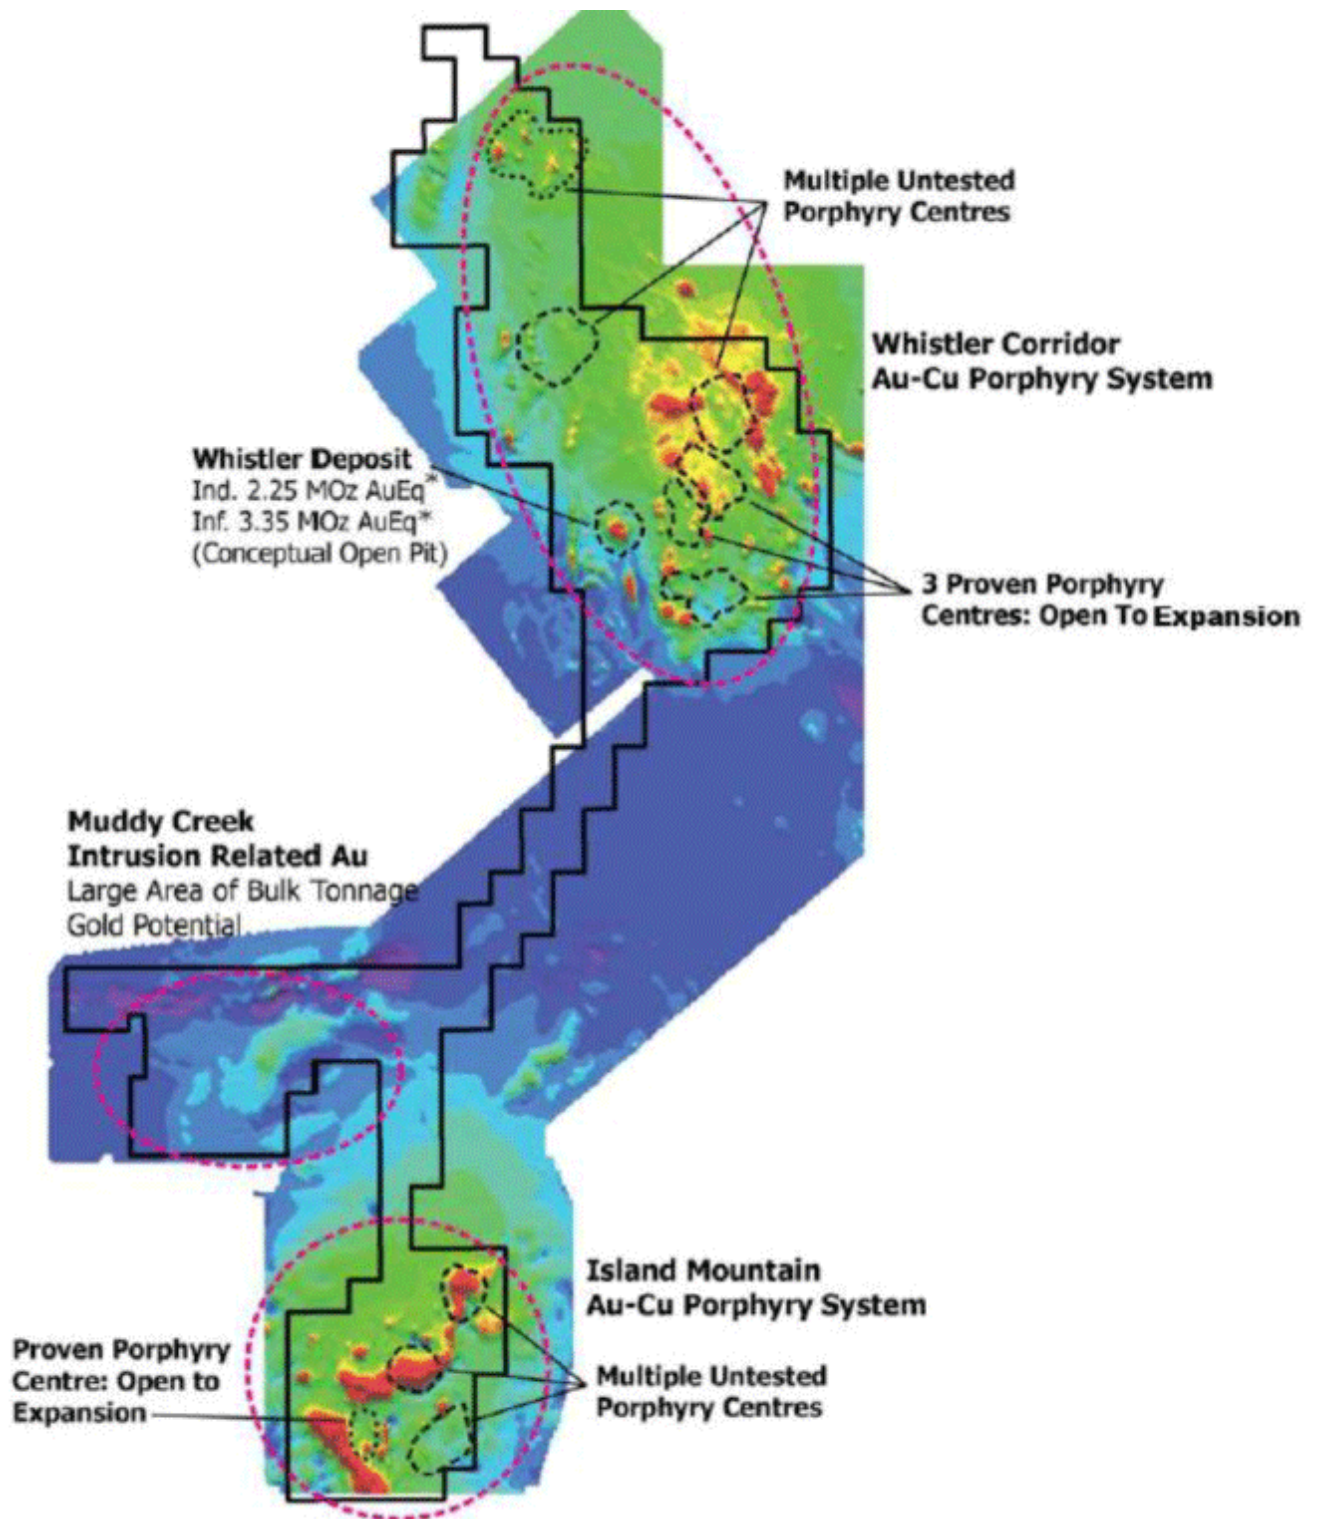 Multiple Untested
Porphyry Centres
Whistler Corridor
Au-Cu Porphyry System
Whistler Deposit
Ind. 2.25 MOz AuEq*
Inf. 3.35 MOz AuEq*
(Conceptual Open Pit)
3 Proven Porphyry
Centres: Open To Expansion
Muddy Creek
Intrusion Related Au
Large Area of Bulk Tonnage
Gold Potential
Island Mountain
Au-Cu Porphyry System
Proven Porphyry
Centre: Open to
Expansion
Multiple Untested
Porphyry Centres